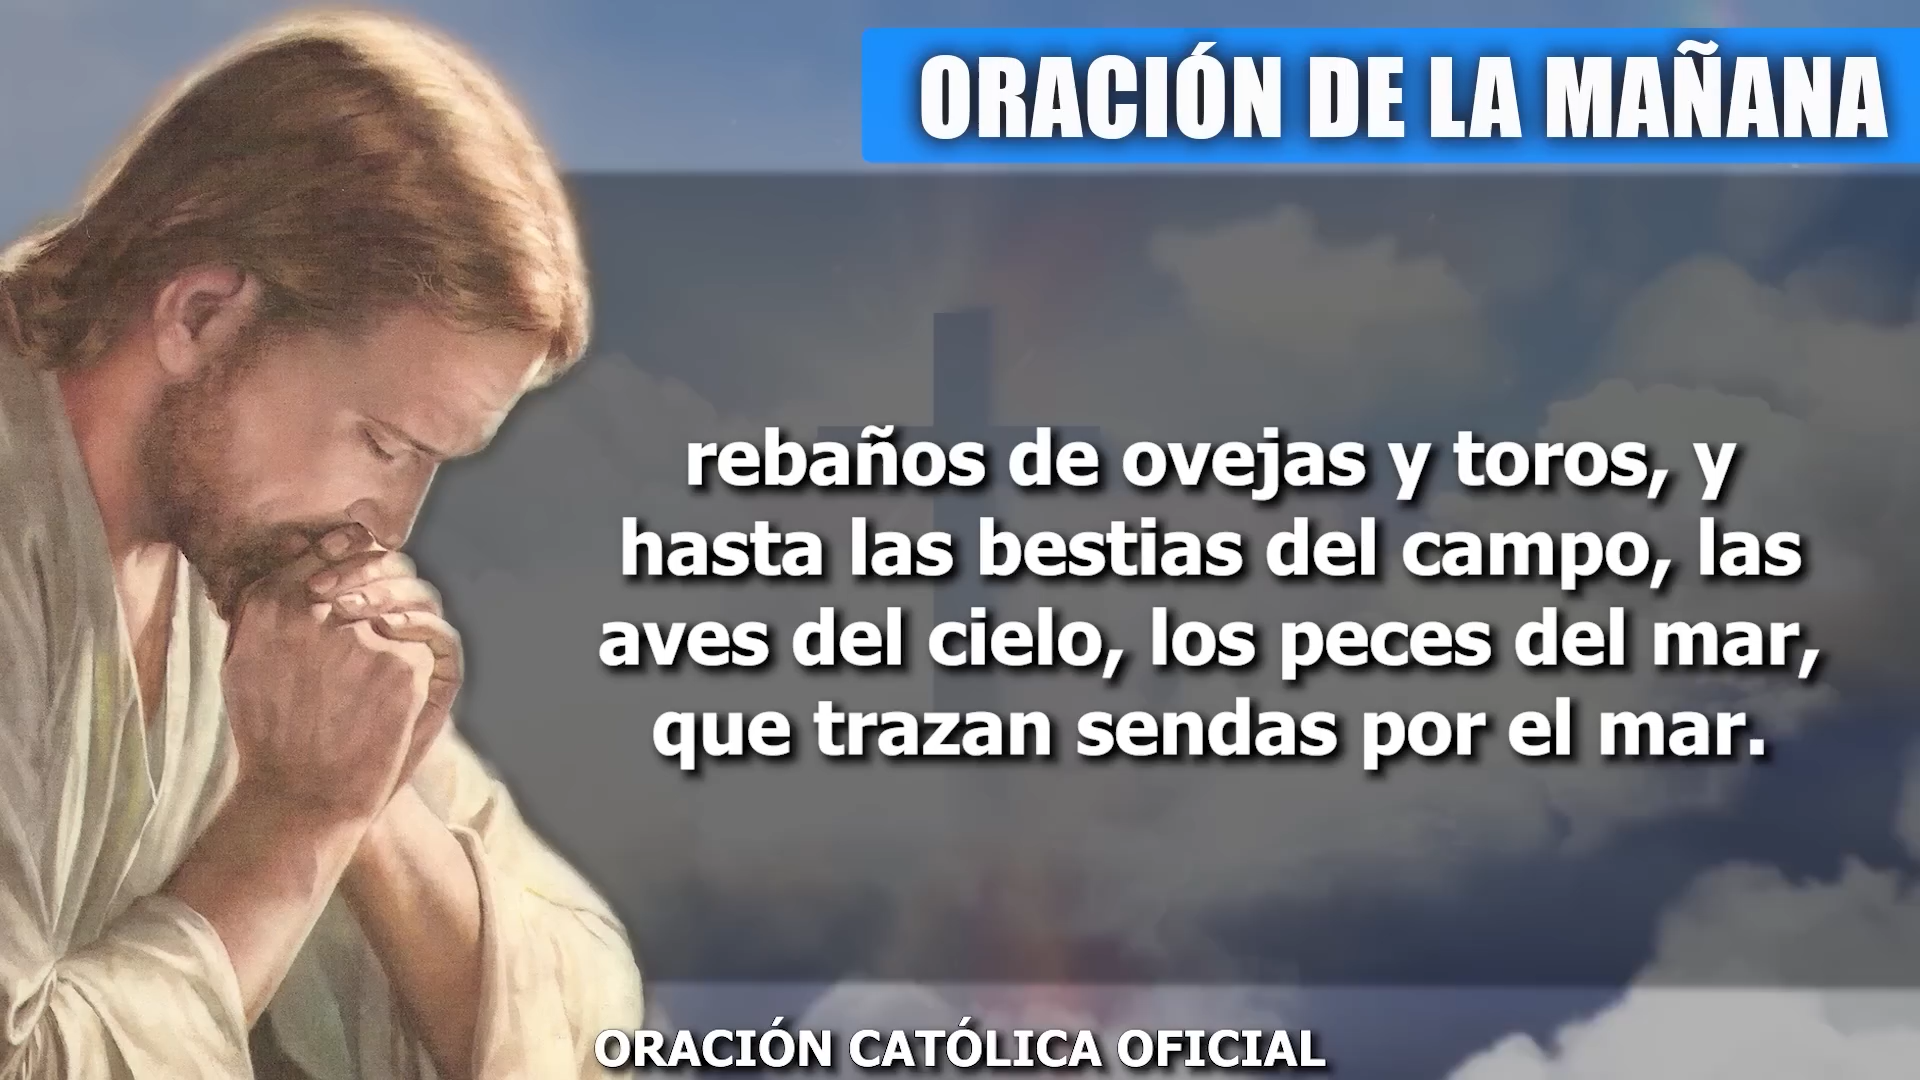 ORACIÓN DE LA MAÑANA
rebaños de ovejas y toros, y
hasta las bestias del campo, las
aves del cielo, los peces del mar,
que trazan sendas por el mar.
ORACIÓN CATÓLICA OFICIAL